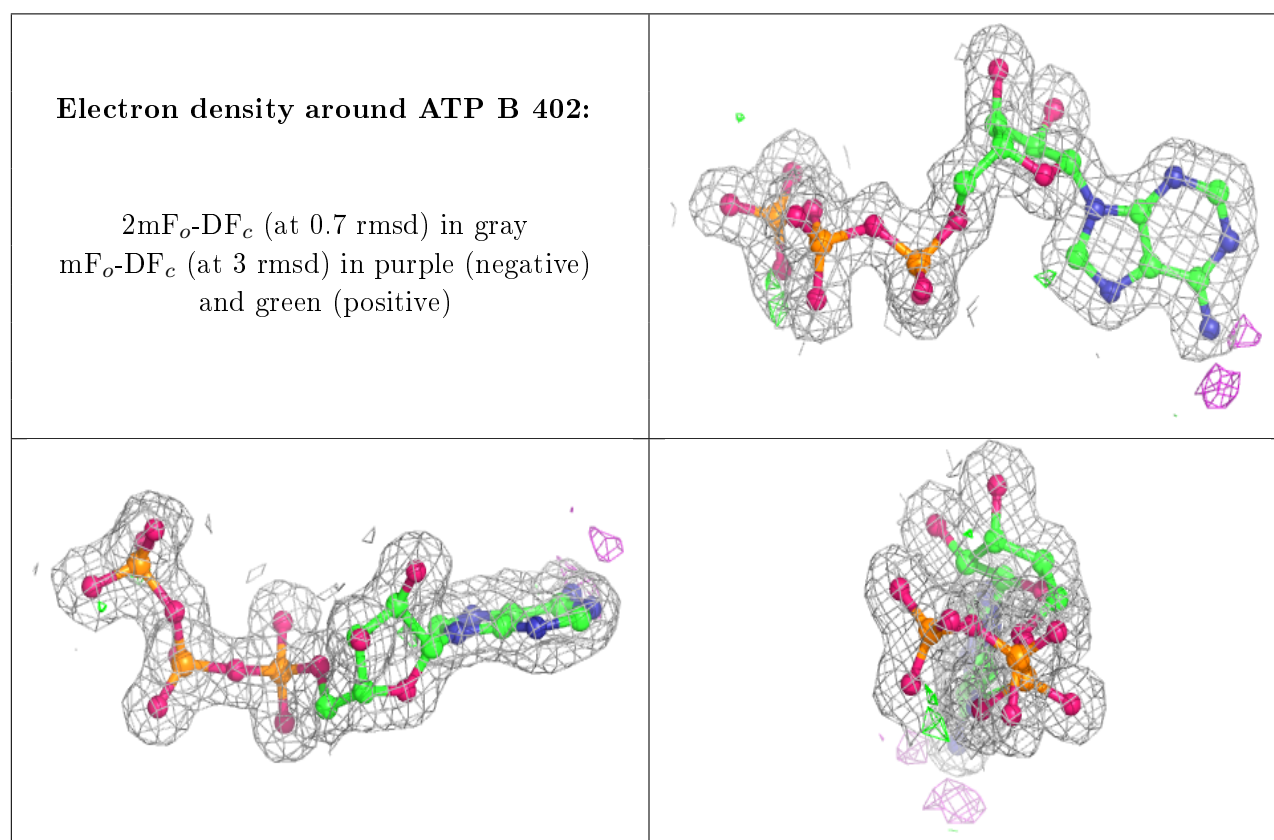 Electron density around ATP B 402:
2mFo-DFc (at 0.7 rmsd) in gray
mFo-DFc (at 3 rmsd) in purple (negative)
and green (positive)